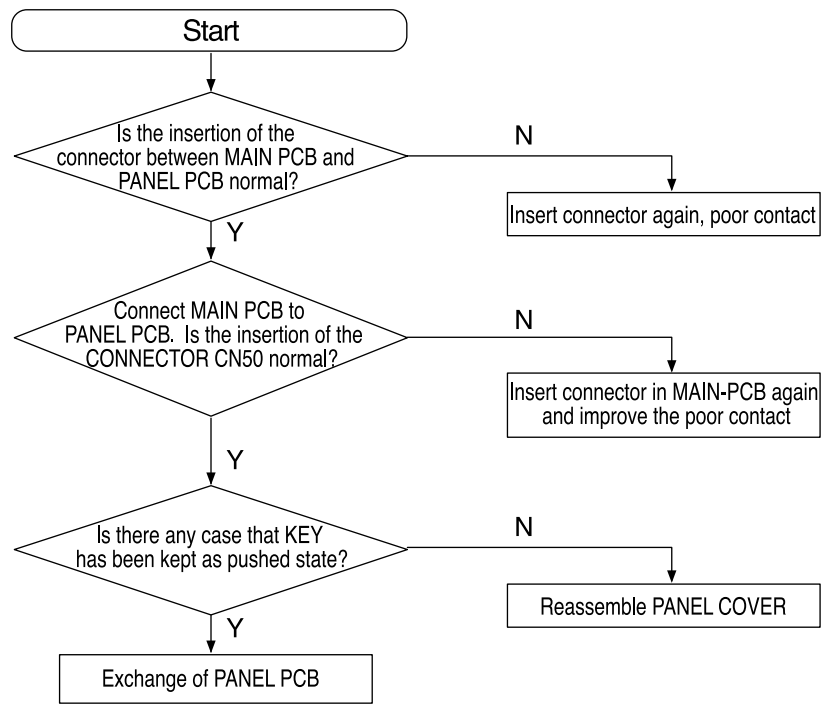 Start
Is the insertion of the
connector between MAIN PCB and
PANEL PCB normal?
N
Insert connector again, poor contact
Y
Connect MAIN PCB to
PANEL PCB. Is the insertion of the
CONNECTOR CN50 normal?
N
Insert connector in MAIN-PCB again
and improve the poor contact
Y
Is there any case that KEY
has been kept as pushed state?
N
Reassemble PANEL COVER
Y
Exchange of PANEL PCB